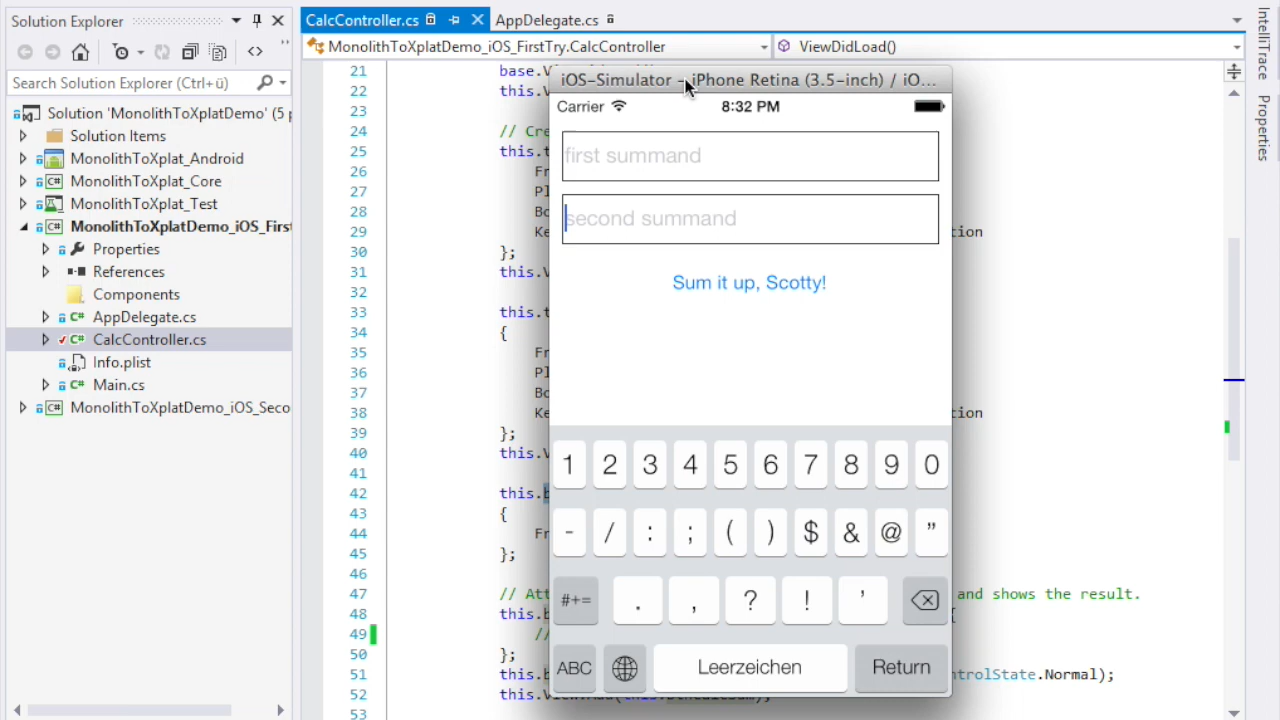 Solution Explorer
Search Solution Explorer (Ctrl+ü)
Solution 'MonolithToXplatDemo' (5 p
Solution Items
MonolithToXplat_Android
MonolithToXplat_Core
MonolithToXplat_Test
MonolithToXplatDemo_iOS_First
Properties
References
Components
AppDelegate.cs
CalcController.cs
Info.plist
Main.cs
MonolithToXplatDemo_iOS_Seco
CalcController.cs
AppDelegate.cs
MonolithToXplatDemo_iOS_FirstTry.CalcController
ViewDidLoad()
21 base.V
22 this.V
23
24 // Cre
25 this.t
26 Fr
27 Pl
28 Bo
29 Ke tion
30 };
31 this.V
32
33 this.t
34 {
35 Fr
36 Pl
37 Bo
38 Ke tion
39 };
40 this.V
41
42 this.b
43 {
44 Fr
45 };
46
47 // Att and shows the result.
48 this.b {
49 //
50 };
51 this.b ntrolState.Normal);
52
53
iOS-Simulator - iPhone Retina (3.5-inch) / iO...
Carrier 8:32 PM
first summand
second summand
Sum it up, Scotty!
1 2 3 4 5 6 7 8 9 0
- / : ; ( ) $ & @ ”
#+= . , ? ! ’
ABC Leerzeichen Return
IntelliTrace
Properties